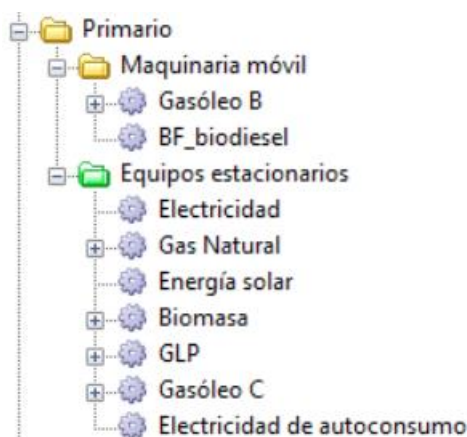 Primario
Maquinaria móvil
Gasóleo B
BF_biodiesel
Equipos estacionarios
Electricidad
Gas Natural
Energía solar
Biomasa
GLP
Gasóleo C
Electricidad de autoconsumo